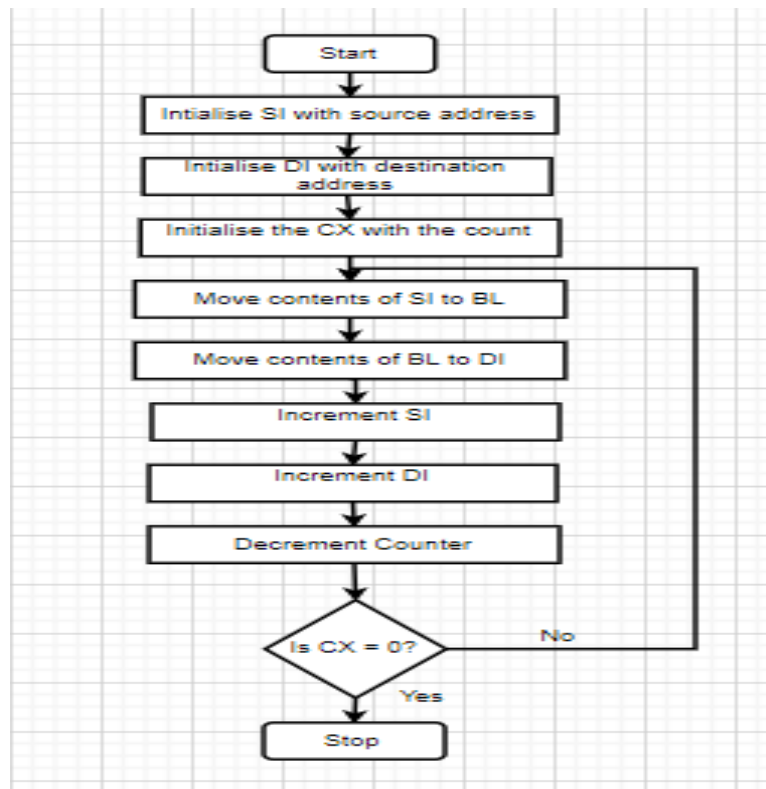 Start
Intialise SI with source address
Intialise DI with destination
address
Initialise the CX with the count
Move contents of SI to BL
Move contents of BL to DI
Increment SI
Increment DI
Decrement Counter
Is CX = 0?
No
Yes
Stop